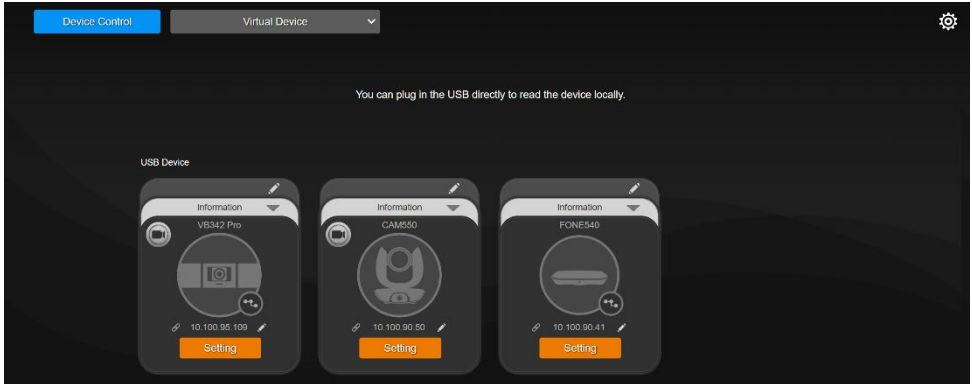 Device Control
Virtual Device
You can plug in the USB directly to read the device locally.
USB Device
Information
VB342 Pro
10.100.95.109
Setting
Information
CAM550
10.100.90.50
Setting
Information
FONE540
10.100.90.41
Setting